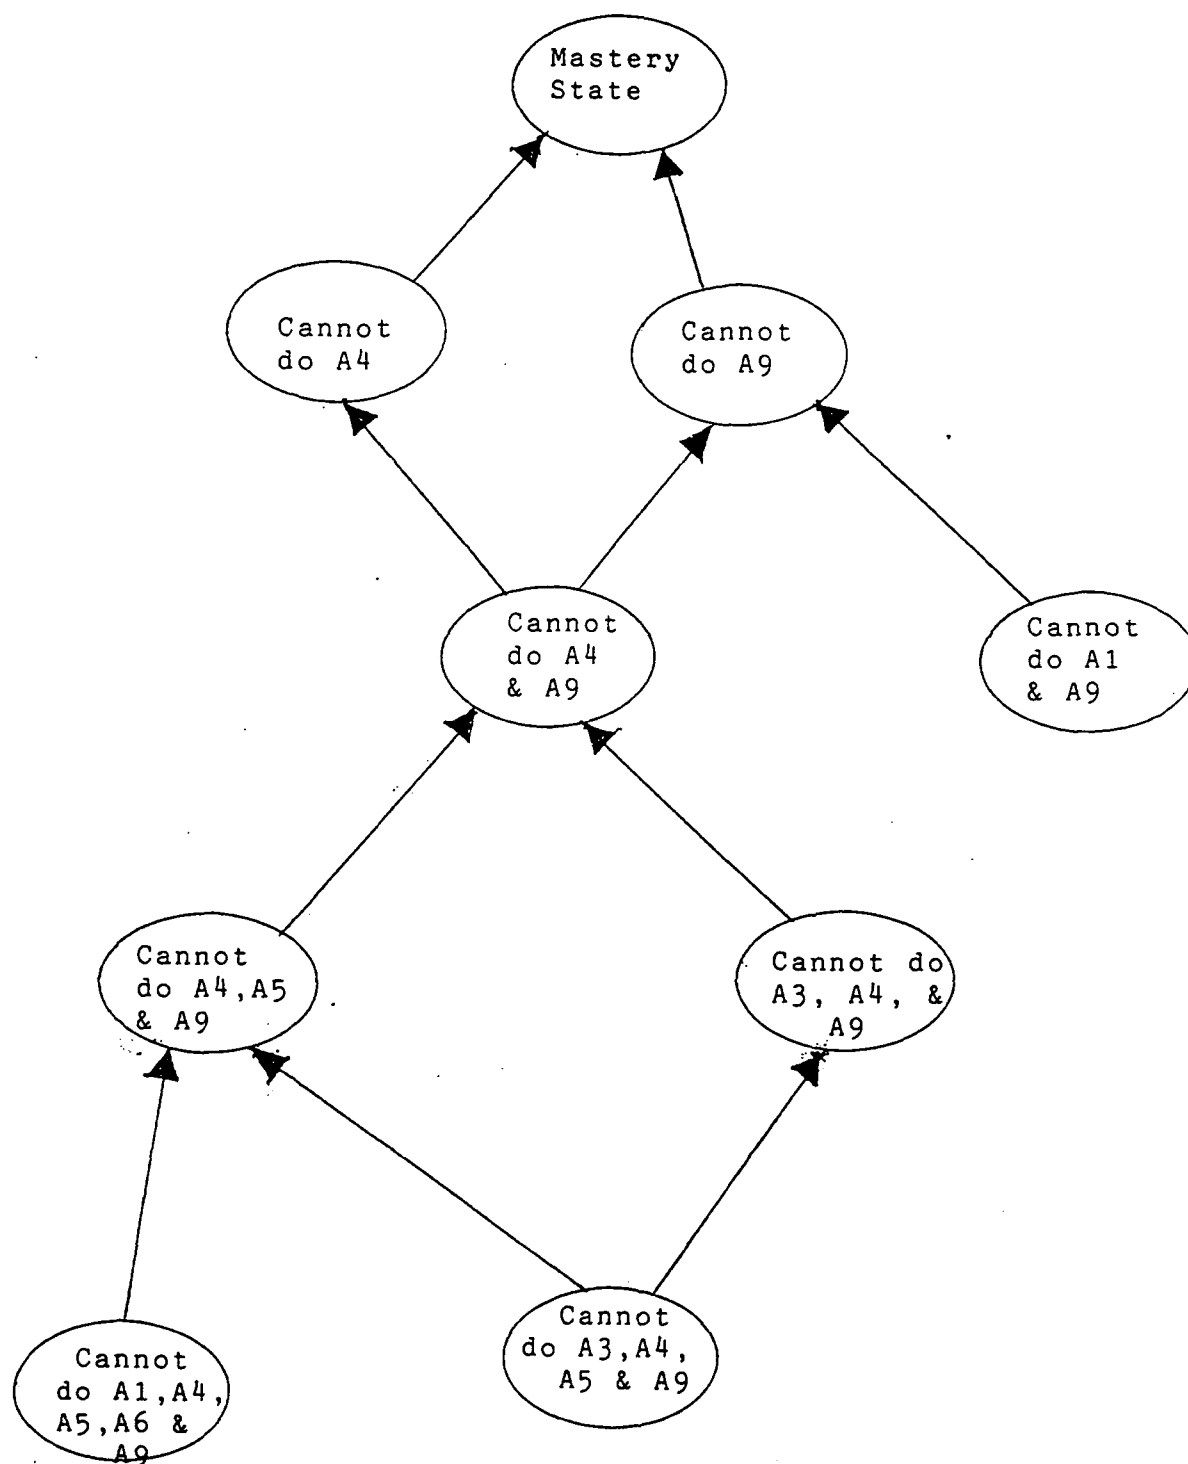 Mastery
State
Cannot
do A4
Cannot
do A9
Cannot
do A4
& A9
Cannot
do A1
& A9
Cannot
do A4,A5
& A9
Cannot do
A3, A4, &
A9
Cannot
do A1,A4,
A5,A6 &
A9
Cannot
do A3,A4,
A5 & A9